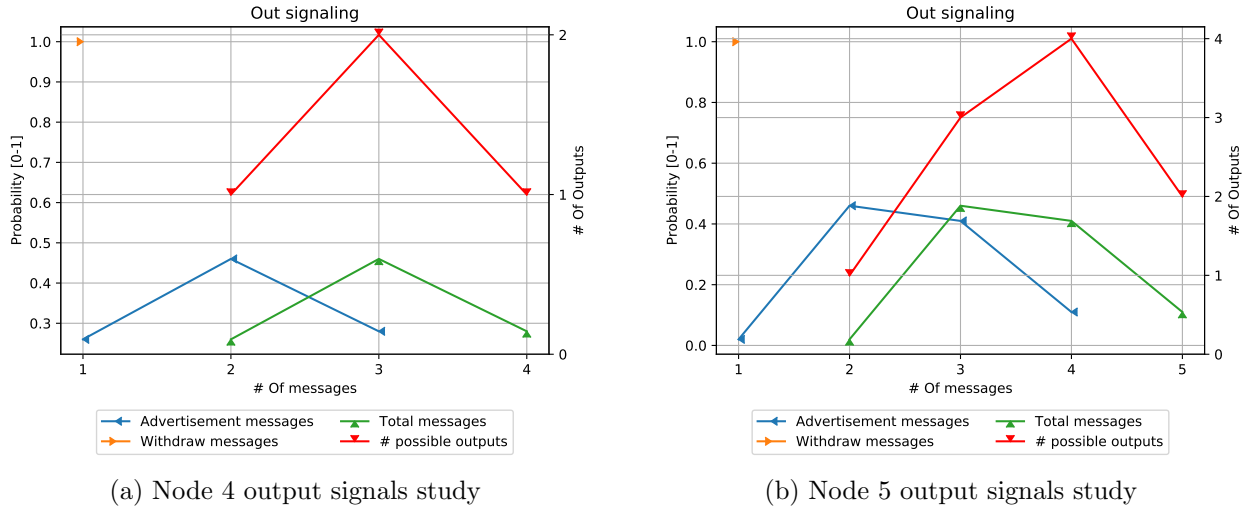 Out signaling
1.0
0.9
0.8
0.7
0.6
0.5
0.4
0.3
Probability [0-1]
2
1
0
# Of Outputs
1 2 3 4
# Of messages
Advertisement messages
Withdraw messages
Total messages
# possible outputs
(a) Node 4 output signals study
Out signaling
1.0
0.8
0.6
0.4
0.2
0.0
Probability [0-1]
4
3
2
1
0
# Of Outputs
1 2 3 4 5
# Of messages
Advertisement messages
Withdraw messages
Total messages
# possible outputs
(b) Node 5 output signals study